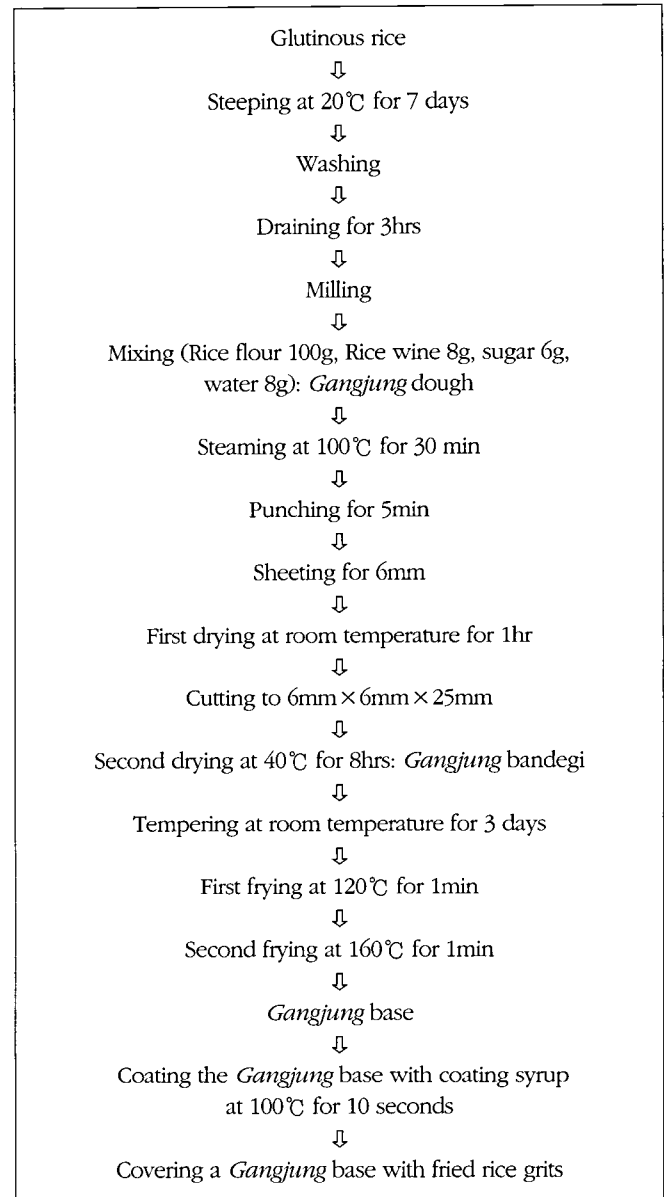 Glutinous rice
⇩
Steeping at 20℃ for 7 days
⇩
Washing
⇩
Draining for 3hrs
⇩
Milling
⇩
Mixing (Rice flour 100g, Rice wine 8g, sugar 6g,
water 8g): Gangjung dough
⇩
Steaming at 100℃ for 30 min
⇩
Punching for 5min
⇩
Sheeting for 6mm
⇩
First drying at room temperature for 1hr
⇩
Cutting to 6mm×6mm×25mm
⇩
Second drying at 40℃ for 8hrs: Gangjung bandegi
⇩
Tempering at room temperature for 3 days
⇩
First frying at 120℃ for 1min
⇩
Second frying at 160℃ for 1min
⇩
Gangjung base
⇩
Coating the Gangjung base with coating syrup
at 100℃ for 10 seconds
⇩
Covering a Gangjung base with fried rice grits